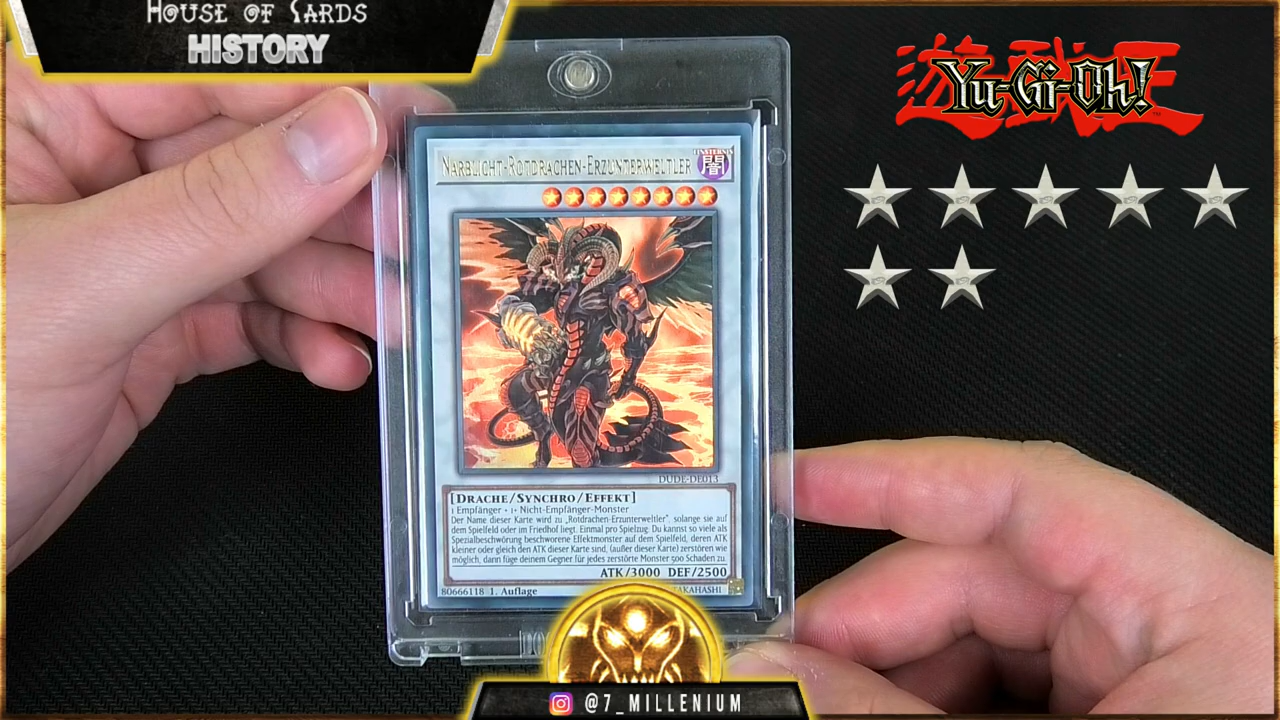 House of Yards
HISTORY
Yu-Gi-Oh!
Narblicht-Rotdrachen-Erzunterweltler
FINSTERNIS
闇
DUDE-DE013
[Drache/Synchro/Effekt]
1 Empfänger + 1+ Nicht-Empfänger-Monster
Der Name dieser Karte wird zu „Rotdrachen-Erzunterweltler“, solange sie auf
dem Spielfeld oder im Friedhof liegt. Einmal pro Spielzug: Du kannst so viele als
Spezialbeschwörung beschworene Effektmonster auf dem Spielfeld, deren ATK
kleiner oder gleich den ATK dieser Karte sind, (außer dieser Karte) zerstören wie
möglich, dann füge deinem Gegner für jedes zerstörte Monster 500 Schaden zu.
ATK/3000 DEF/2500
80666118 1. Auflage
TAKAHASHI
@7_MILLENIUM